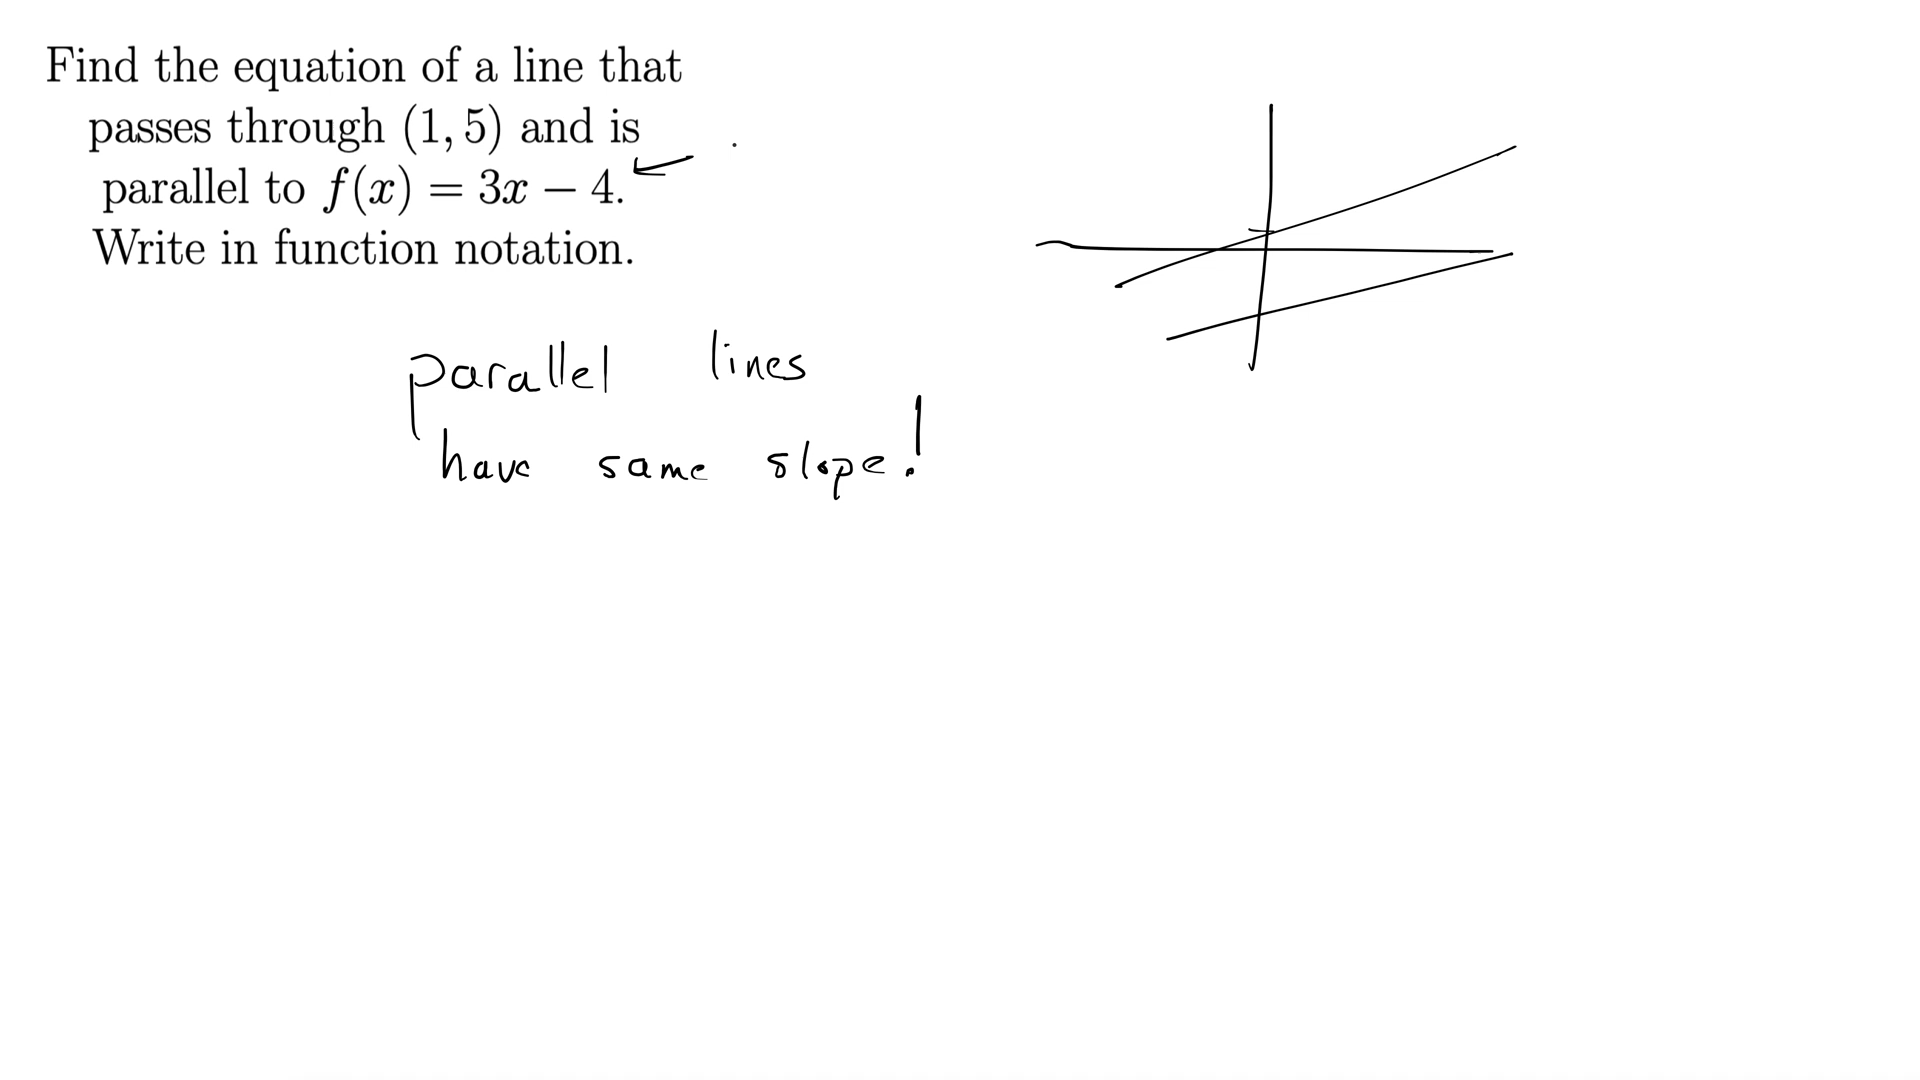 Find the equation of a line that
passes through (1, 5) and is
parallel to f(x) = 3x − 4.
Write in function notation.
parallel lines
have same slope!